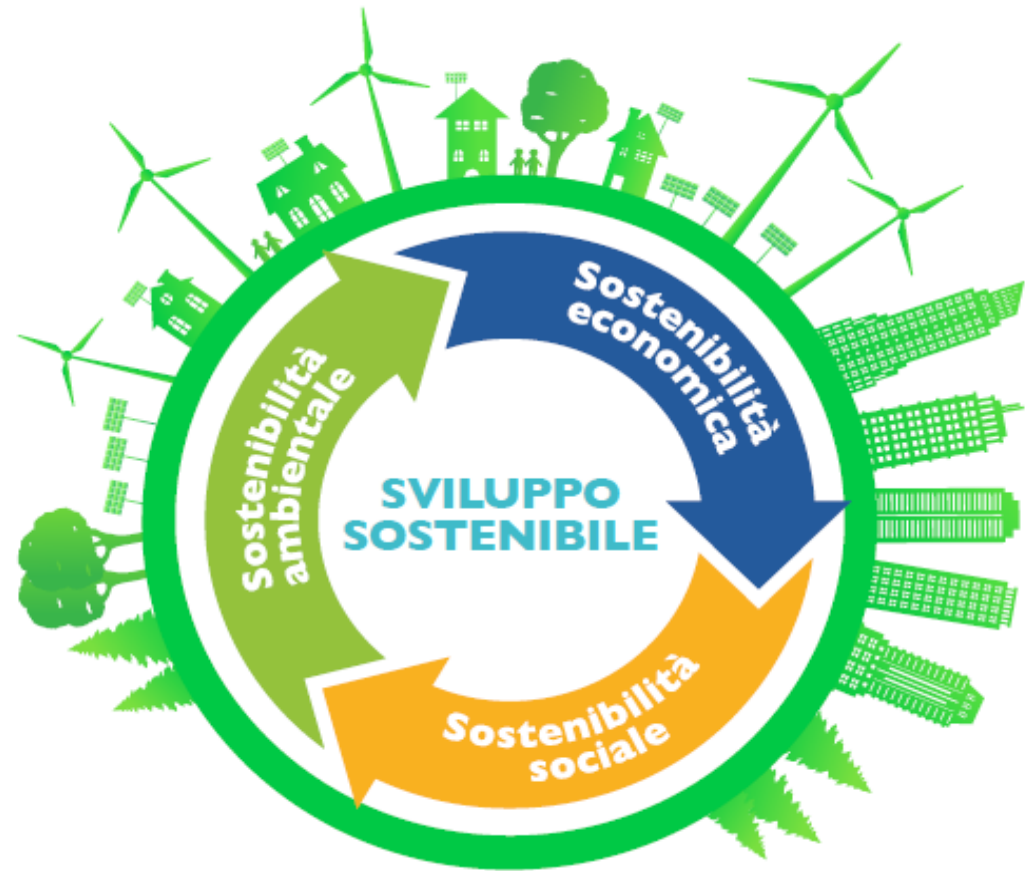 Sostenibilità
economica
Sostenibilità
ambientale
SVILUPPO
SOSTENIBILE
Sostenibilità
sociale